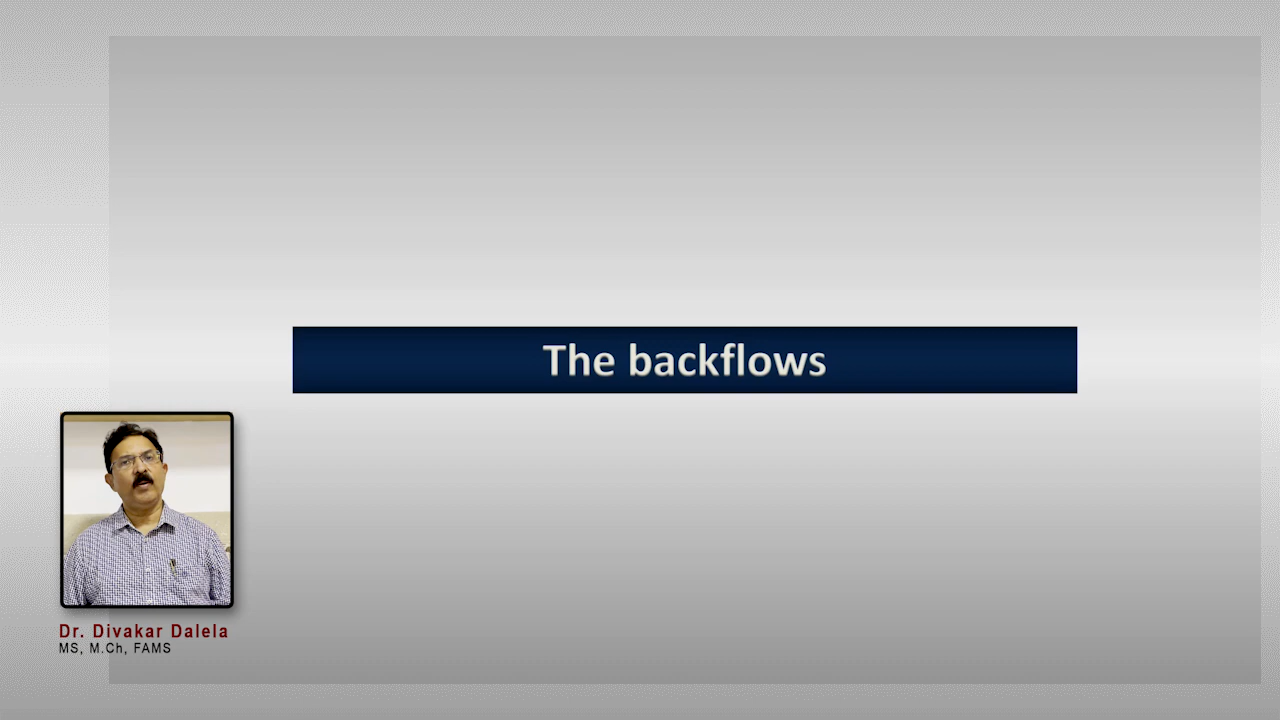 The backflows
Dr. Divakar Dalela
MS, M.Ch, FAMS